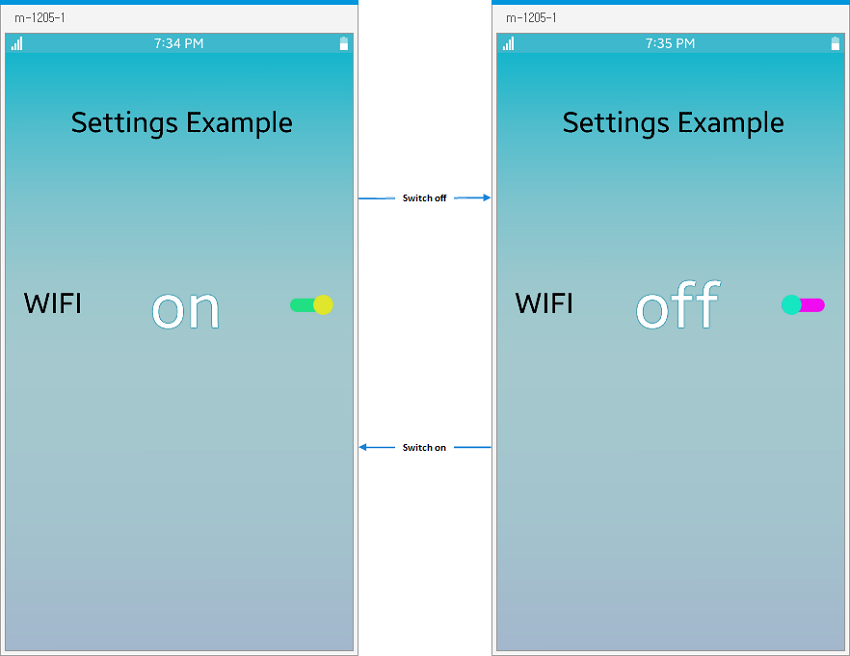 m-1205-1
7:34 PM
Settings Example
WIFI on
Switch off
Switch on
m-1205-1
7:35 PM
Settings Example
WIFI off